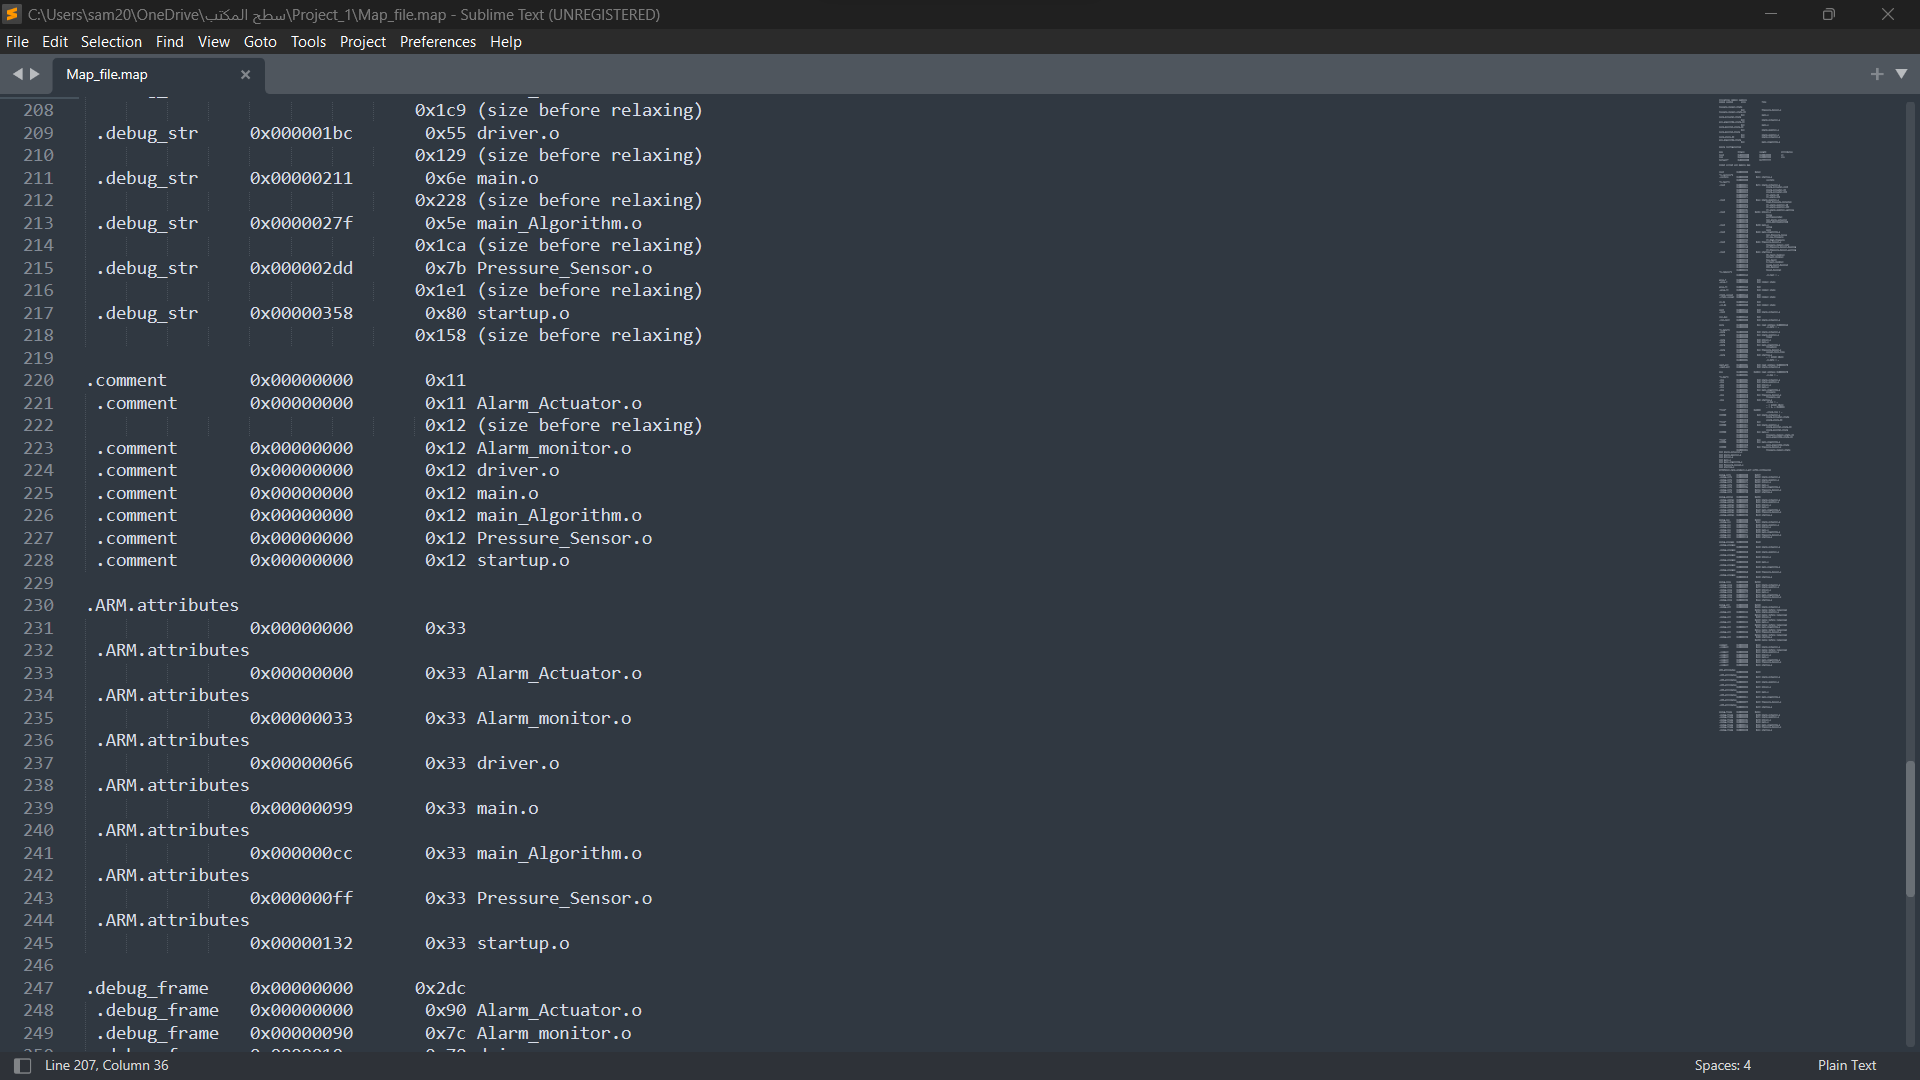 C:\Users\sam20\OneDrive\سطح المكتب\Project_1\Map_file.map - Sublime Text (UNREGISTERED)
File Edit Selection Find View Goto Tools Project Preferences Help
Map_file.map
208 0x1c9 (size before relaxing)
209 .debug_str 0x000001bc 0x55 driver.o
210 0x129 (size before relaxing)
211 .debug_str 0x00000211 0x6e main.o
212 0x228 (size before relaxing)
213 .debug_str 0x0000027f 0x5e main_Algorithm.o
214 0x1ca (size before relaxing)
215 .debug_str 0x000002dd 0x7b Pressure_Sensor.o
216 0x1e1 (size before relaxing)
217 .debug_str 0x00000358 0x80 startup.o
218 0x158 (size before relaxing)
219
220 .comment 0x00000000 0x11
221 .comment 0x00000000 0x11 Alarm_Actuator.o
222 0x12 (size before relaxing)
223 .comment 0x00000000 0x12 Alarm_monitor.o
224 .comment 0x00000000 0x12 driver.o
225 .comment 0x00000000 0x12 main.o
226 .comment 0x00000000 0x12 main_Algorithm.o
227 .comment 0x00000000 0x12 Pressure_Sensor.o
228 .comment 0x00000000 0x12 startup.o
229
230 .ARM.attributes
231 0x00000000 0x33
232 .ARM.attributes
233 0x00000000 0x33 Alarm_Actuator.o
234 .ARM.attributes
235 0x00000033 0x33 Alarm_monitor.o
236 .ARM.attributes
237 0x00000066 0x33 driver.o
238 .ARM.attributes
239 0x00000099 0x33 main.o
240 .ARM.attributes
241 0x000000cc 0x33 main_Algorithm.o
242 .ARM.attributes
243 0x000000ff 0x33 Pressure_Sensor.o
244 .ARM.attributes
245 0x00000132 0x33 startup.o
246
247 .debug_frame 0x00000000 0x2dc
248 .debug_frame 0x00000000 0x90 Alarm_Actuator.o
249 .debug_frame 0x00000090 0x7c Alarm_monitor.o
Line 207, Column 36 Spaces: 4 Plain Text